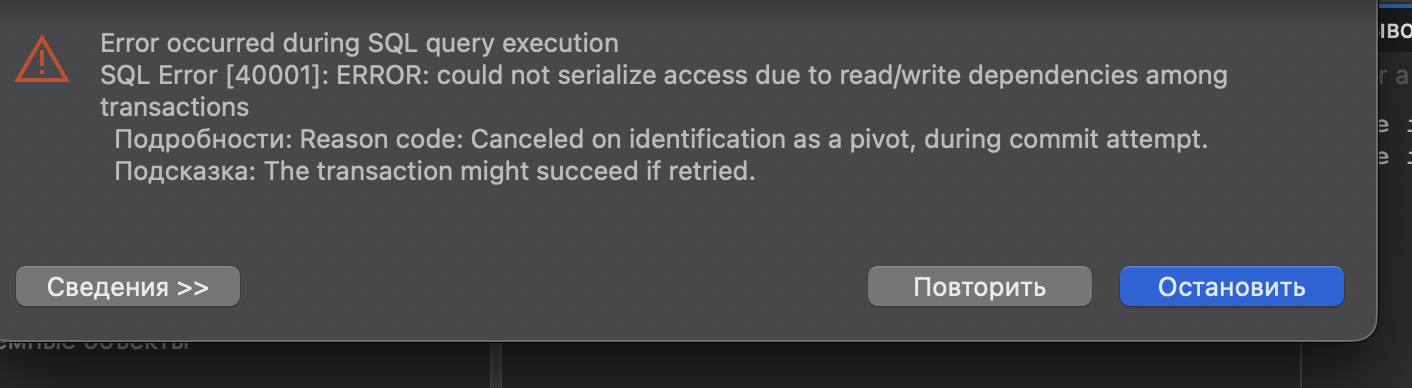 Error occurred during SQL query execution
SQL Error [40001]: ERROR: could not serialize access due to read/write dependencies among
transactions
Подробности: Reason code: Canceled on identification as a pivot, during commit attempt.
Подсказка: The transaction might succeed if retried.
Сведения >>
Повторить
Остановить